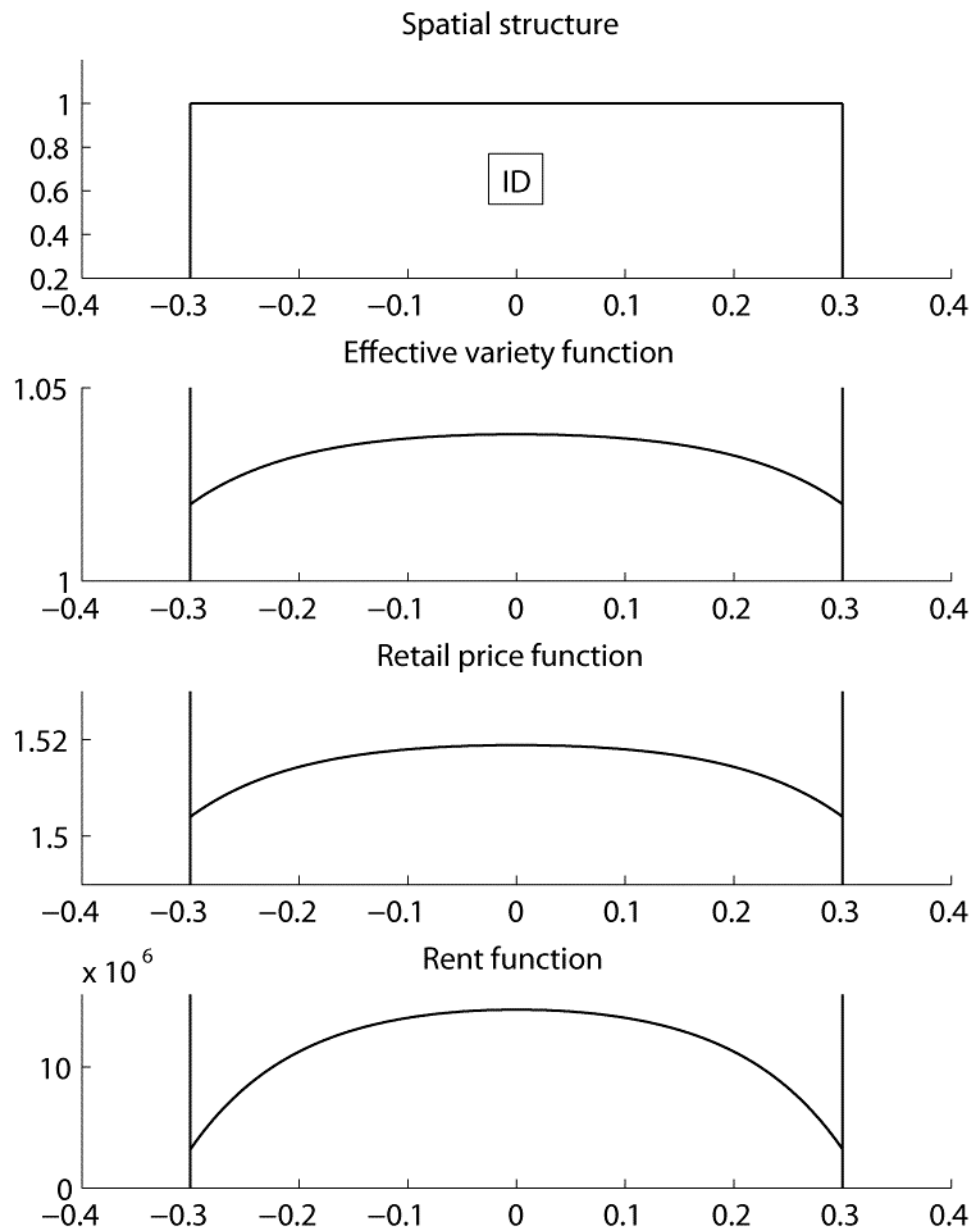 Spatial structure
1
0.8
0.6
0.4
0.2
ID
−0.4 −0.3 −0.2 −0.1 0 0.1 0.2 0.3 0.4
Effective variety function
1.05
1
−0.4 −0.3 −0.2 −0.1 0 0.1 0.2 0.3 0.4
Retail price function
1.52
1.5
−0.4 −0.3 −0.2 −0.1 0 0.1 0.2 0.3 0.4
Rent function
x 10 6
10
0
−0.4 −0.3 −0.2 −0.1 0 0.1 0.2 0.3 0.4